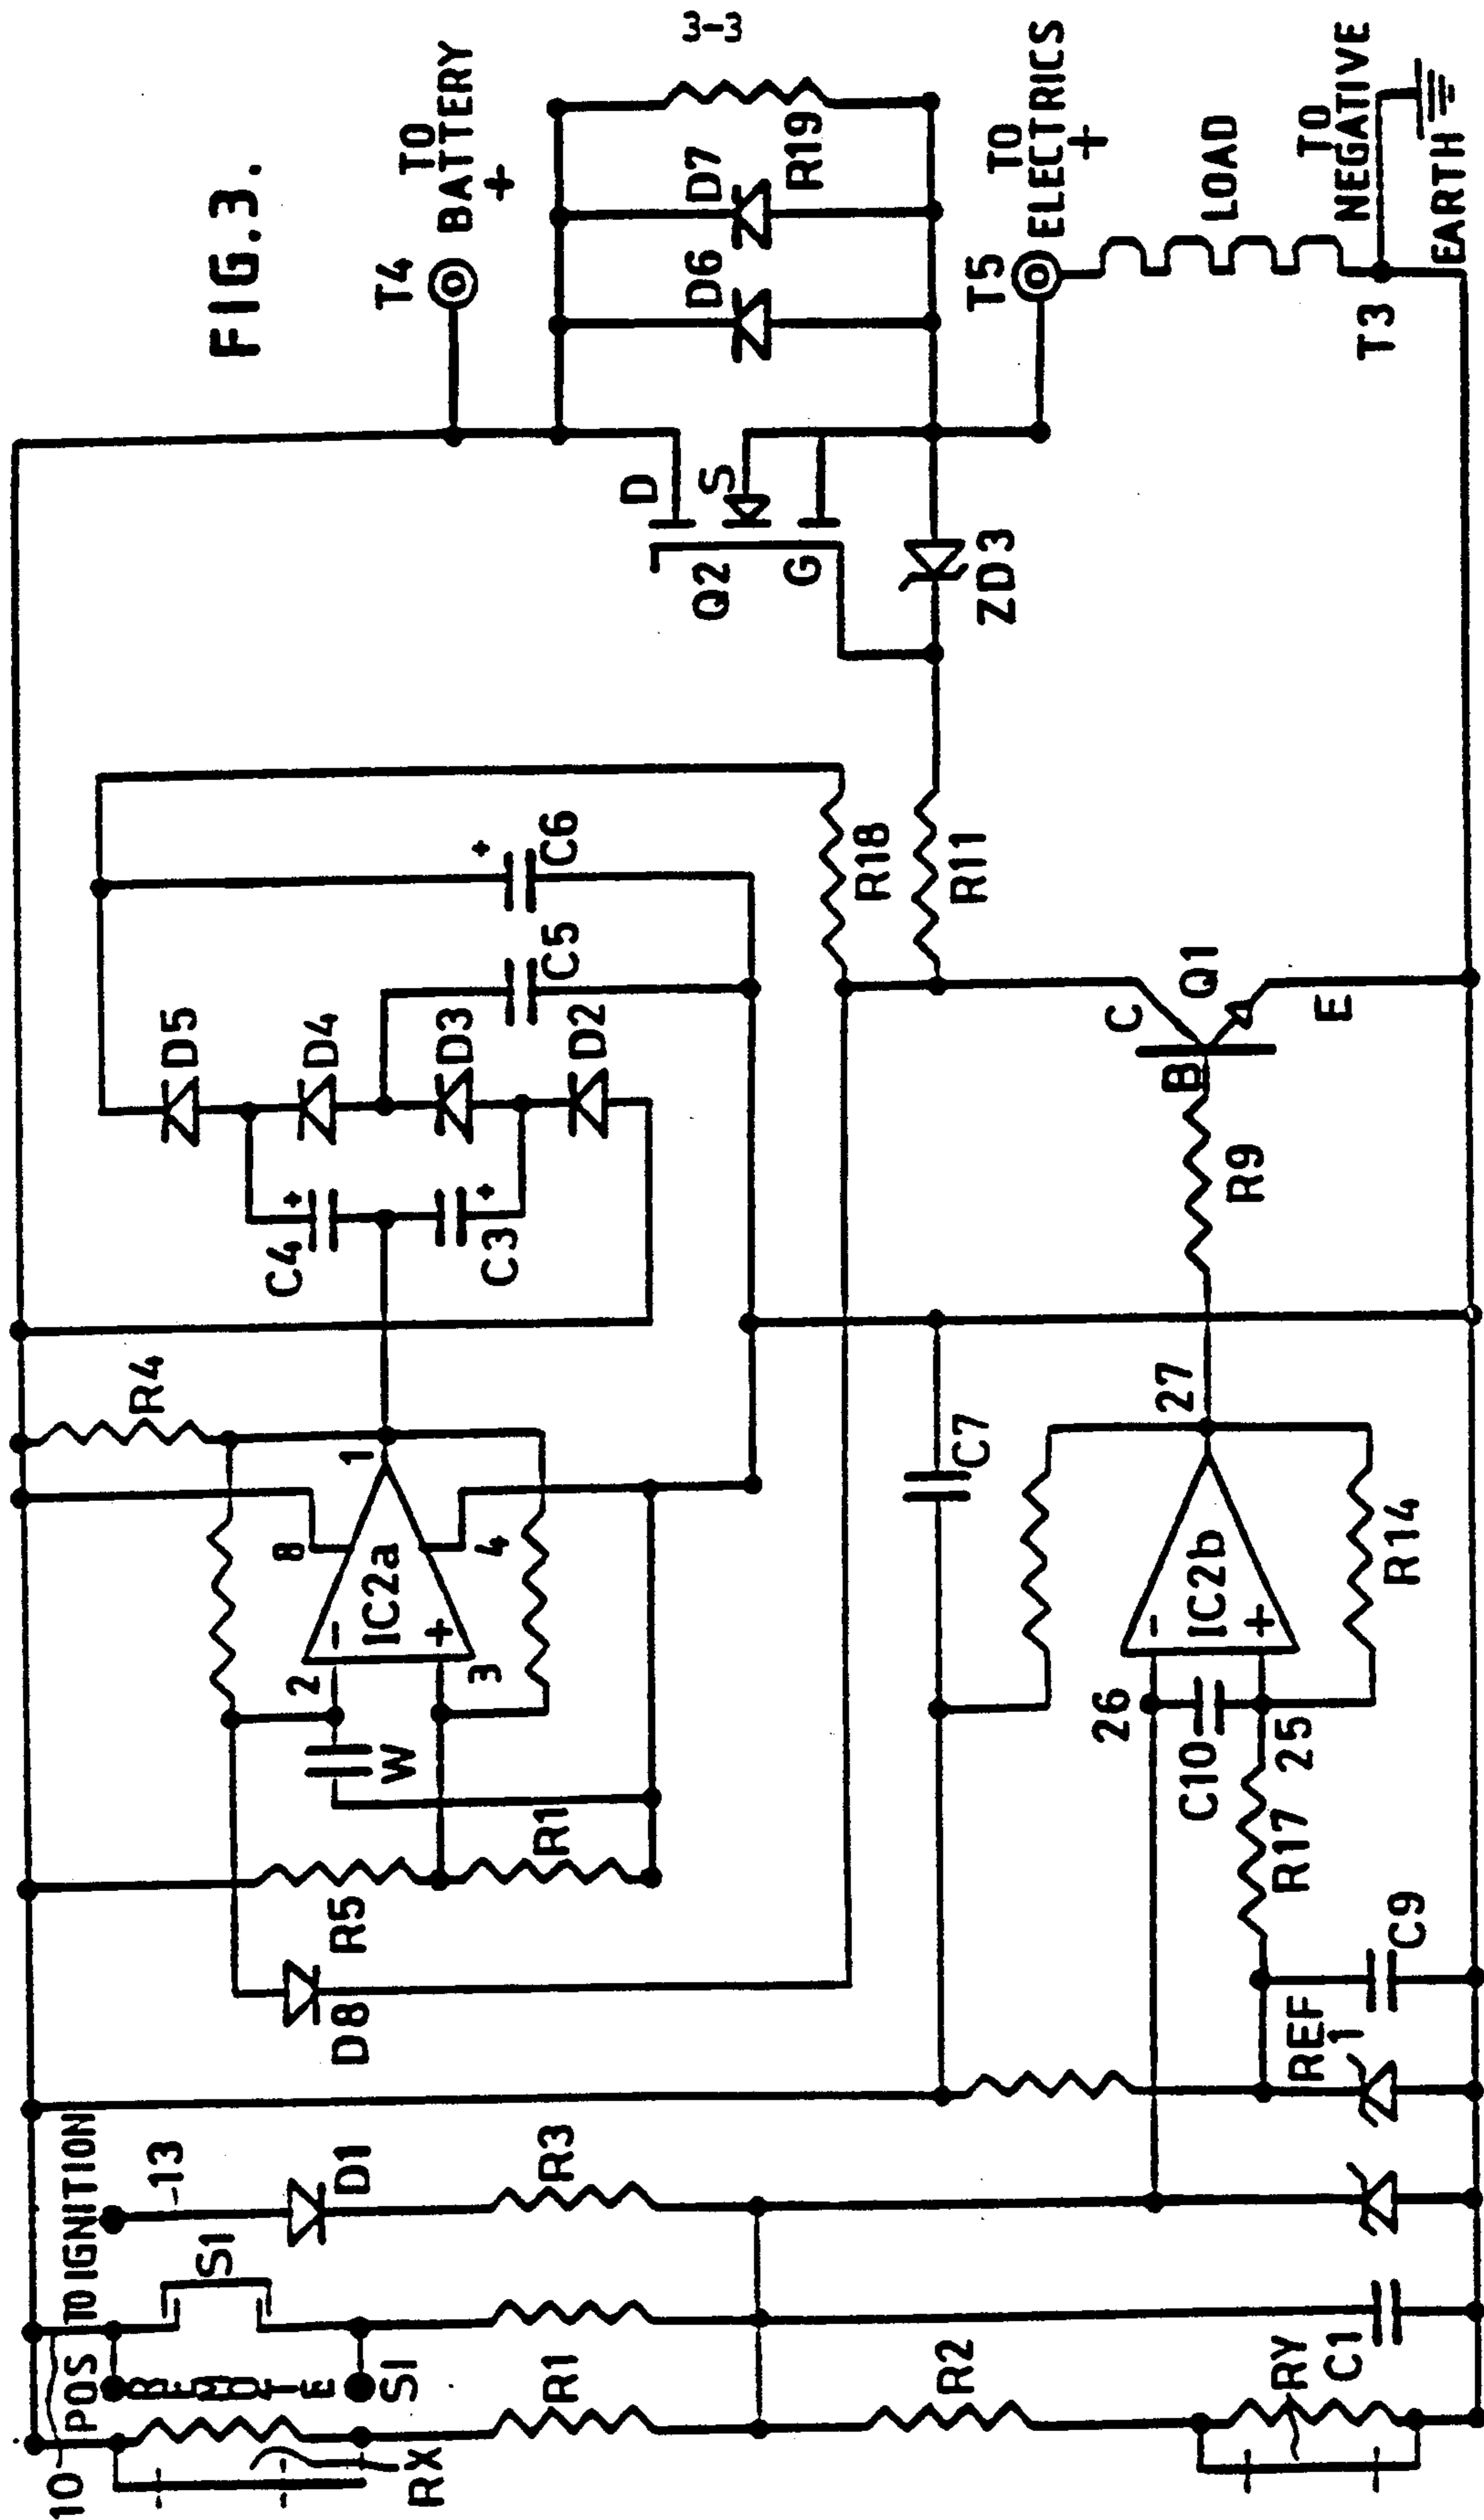 10
POS
TO IGNITION
REMOTE
13
R4
D5
S1
FIG.3.
C4
8
2
D4
D8
D1
R5
1
S1
IC2a
- +
W
T4
TO
BATTERY
+
RX
D3
3
4
C3
R1
R3
R1
C5
+
C6
D2
D
Q2
S
D6
D7
G
R19
R18
R2
C7
R11
ZD3
T5
TO
ELECTRICS
+
26
C
27
B
C10
IC2b
- +
Q1
LOAD
R9
RY
R17
25
REF
1
TO
NEGATIVE
C1
E
T3
R14
C9
EARTH